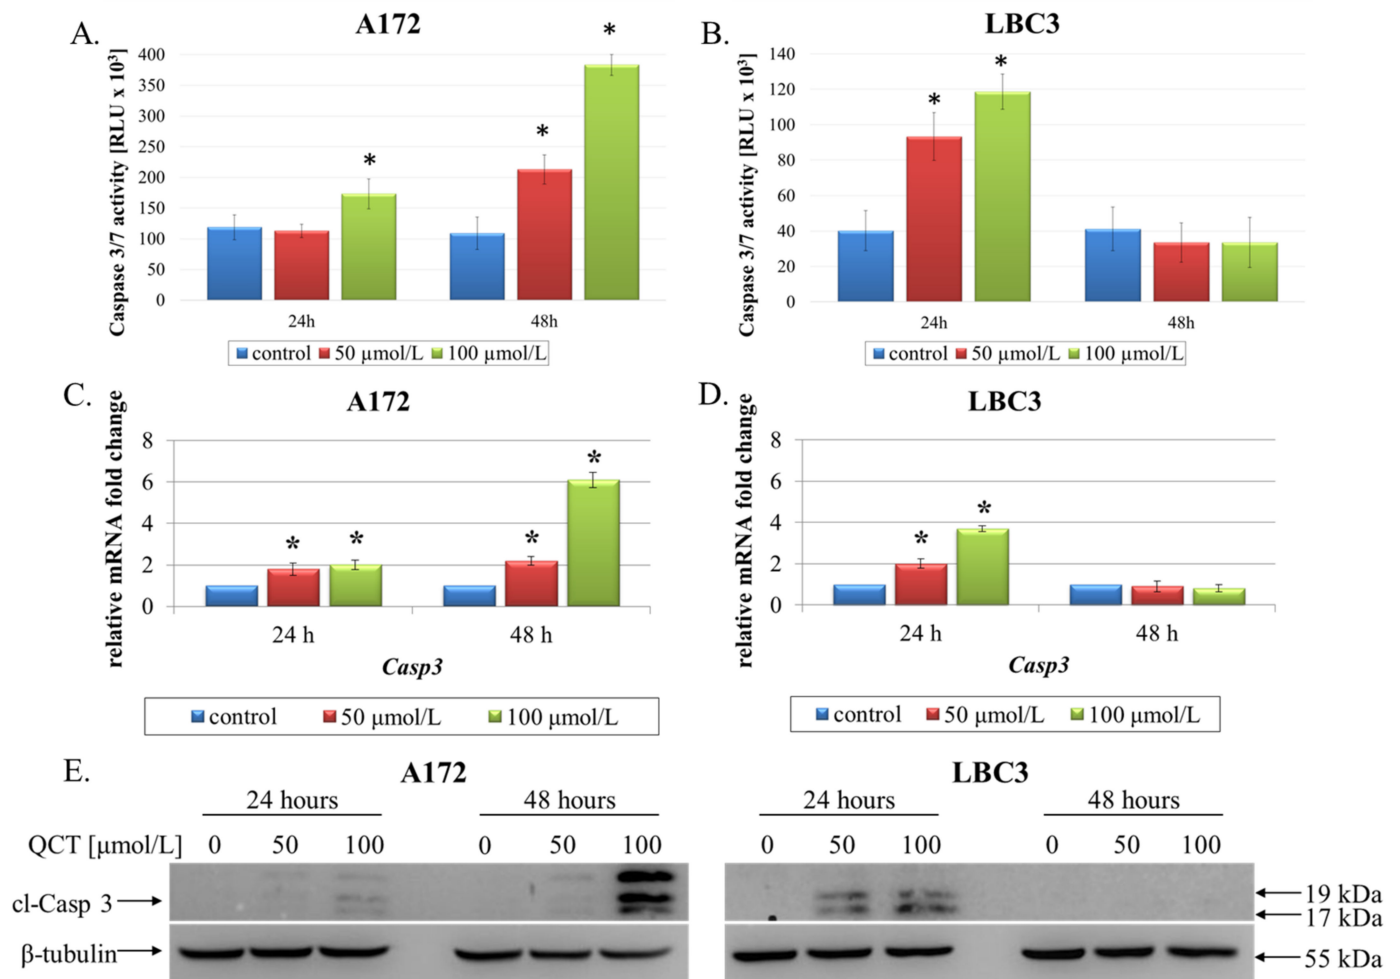 A.
A172
Caspase 3/7 activity [RLU x 10³]
400
350
300
250
200
150
100
50
0
*
*
*
24h
48h
control 50 µmol/L 100 µmol/L
B.
LBC3
Caspase 3/7 activity [RLU x 10³]
140
120
100
80
60
40
20
0
*
*
24h
48h
control 50 µmol/L 100 µmol/L
C.
A172
relative mRNA fold change
8
6
4
2
0
*
*
*
*
24 h
48 h
Casp3
control 50 µmol/L 100 µmol/L
D.
LBC3
relative mRNA fold change
8
6
4
2
0
*
*
24 h
48 h
Casp3
control 50 µmol/L 100 µmol/L
E.
A172 LBC3
24 hours 48 hours 24 hours 48 hours
QCT [µmol/L] 0 50 100 0 50 100 0 50 100 0 50 100
cl-Casp 3
19 kDa
17 kDa
β-tubulin
55 kDa